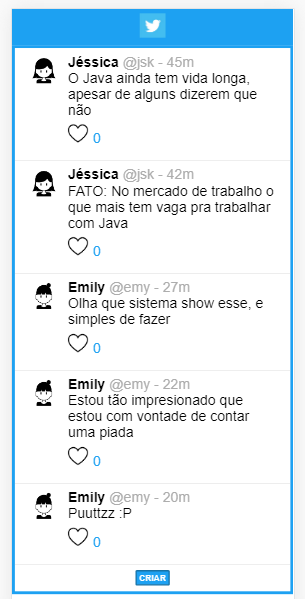 Jéssica @jsk - 45m
O Java ainda tem vida longa,
apesar de alguns dizerem que
não
0
Jéssica @jsk - 42m
FATO: No mercado de trabalho o
que mais tem vaga pra trabalhar
com Java
0
Emily @emy - 27m
Olha que sistema show esse, e
simples de fazer
0
Emily @emy - 22m
Estou tão impresionado que
estou com vontade de contar
uma piada
0
Emily @emy - 20m
Puuttzz :P
0
CRIAR